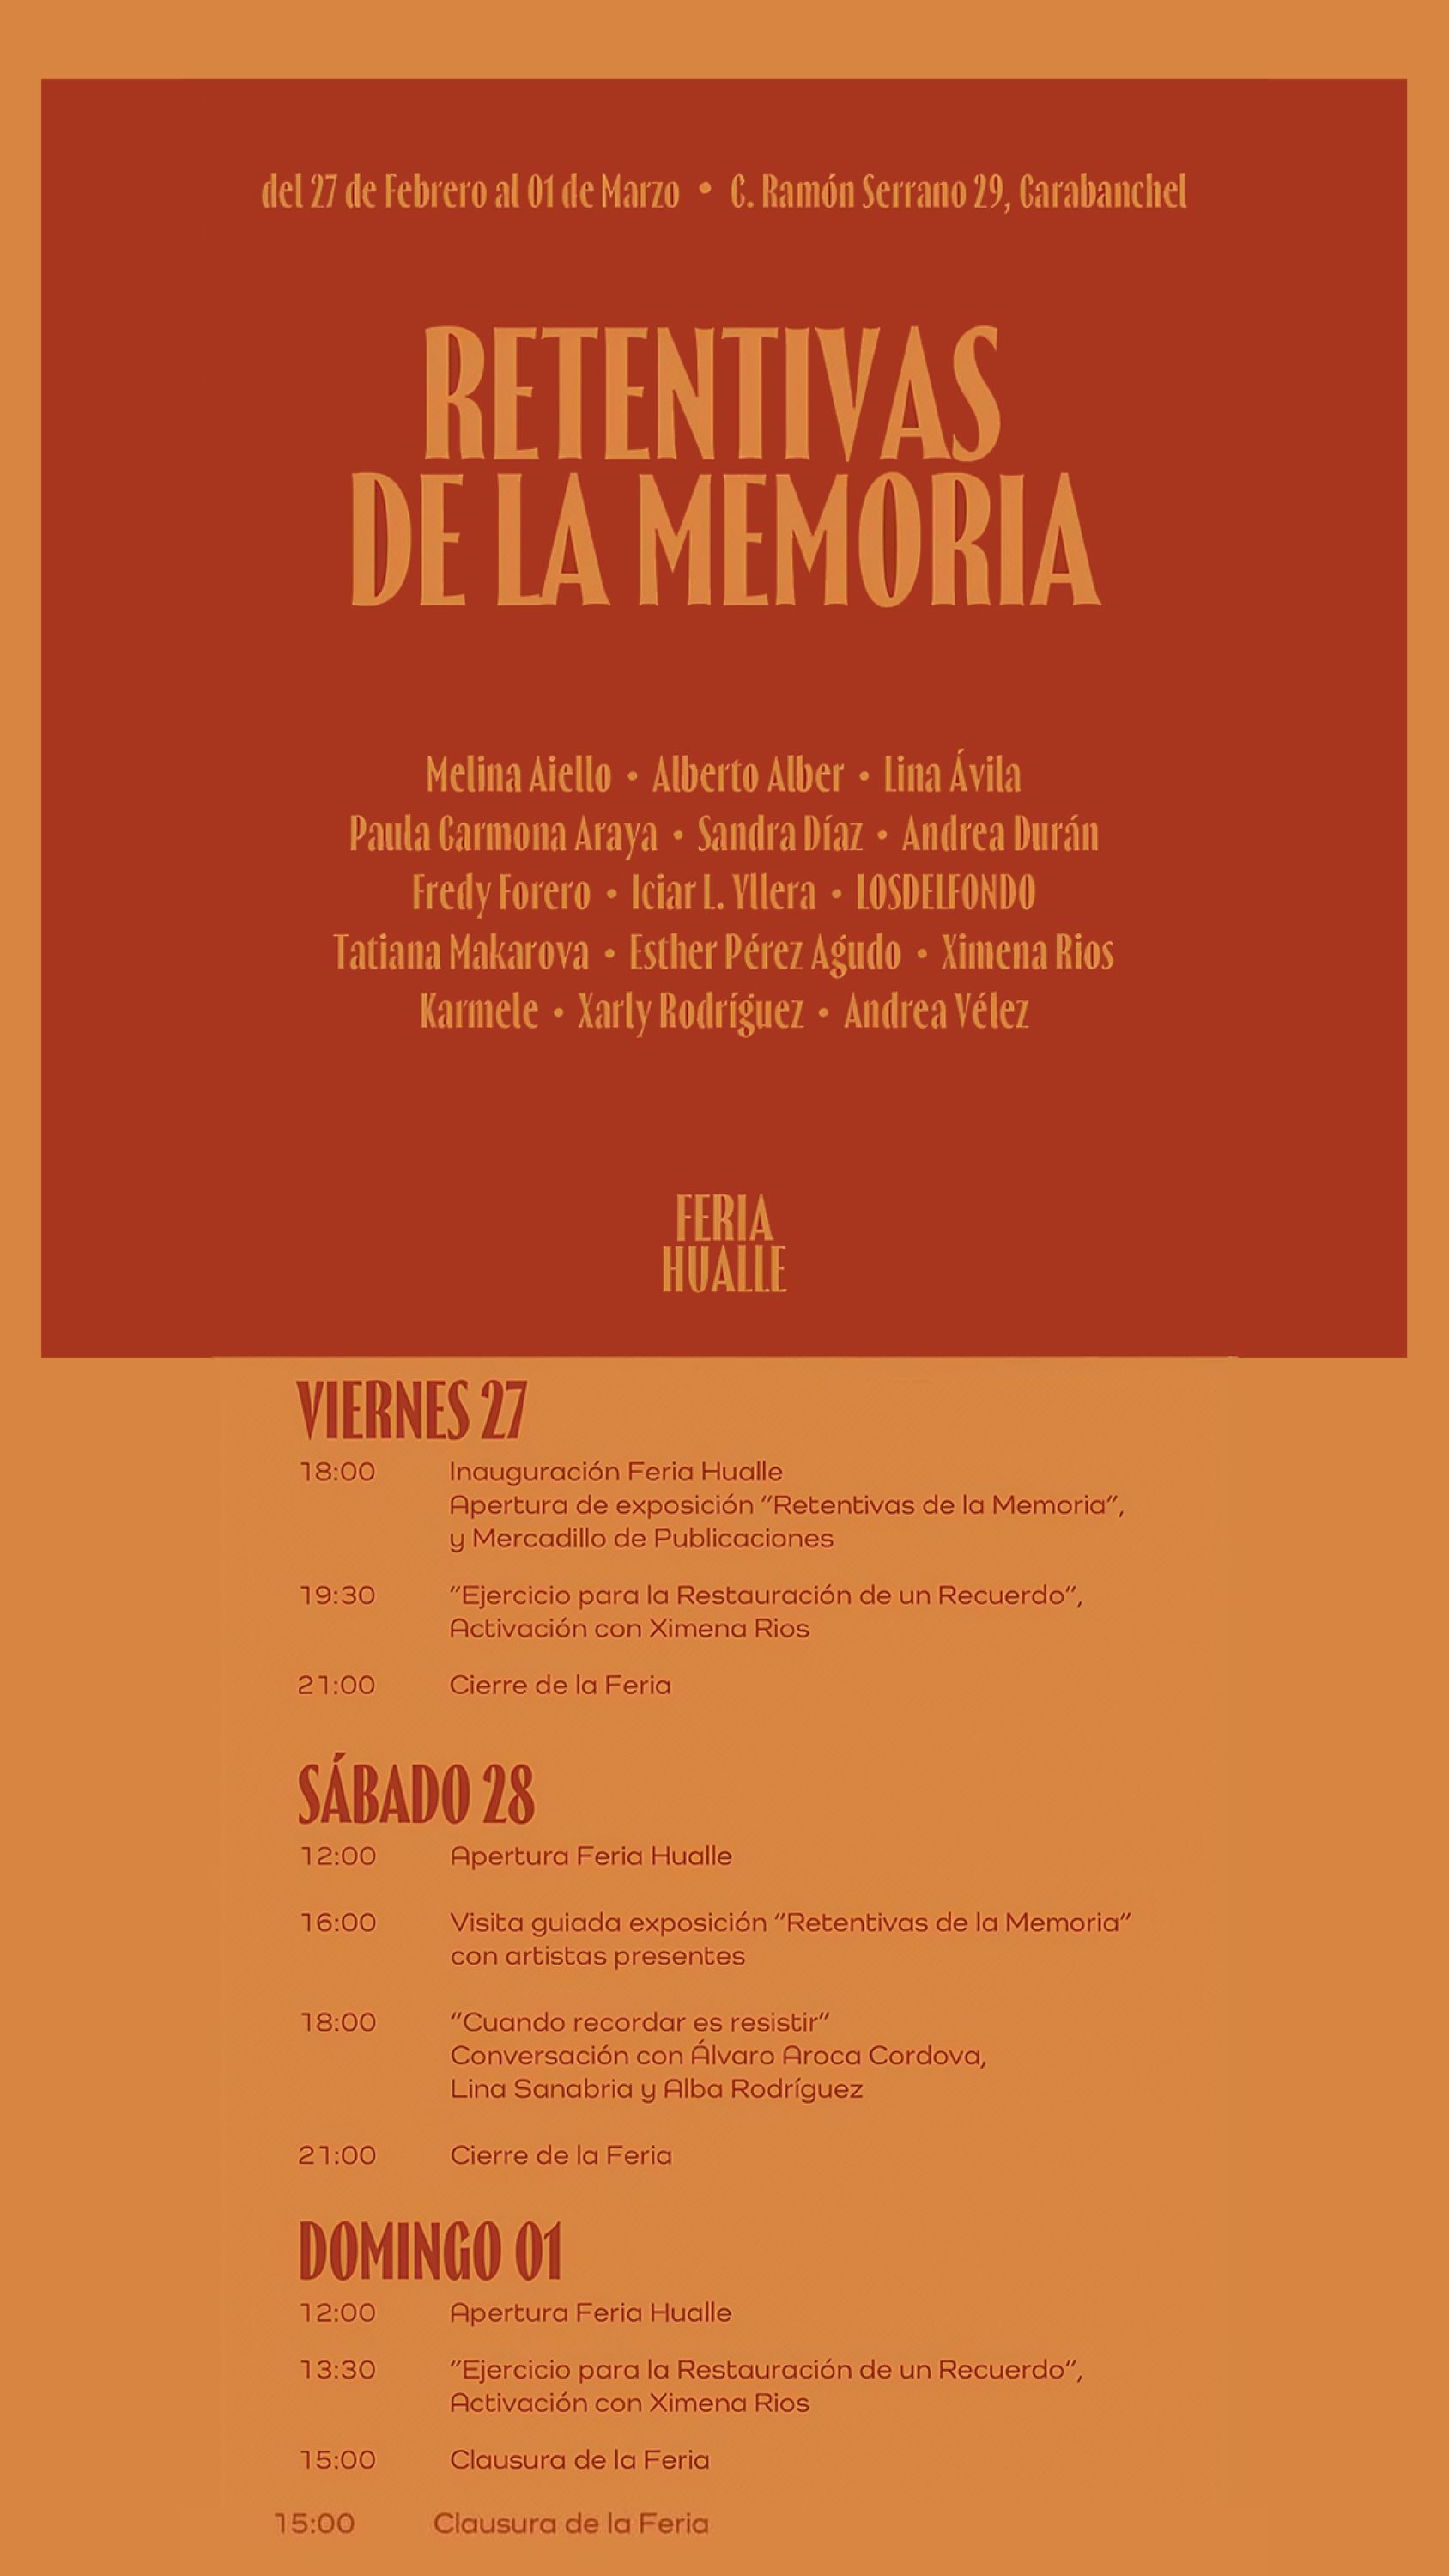 del 27 de Febrero al 01 de Marzo • C. Ramón Serrano 29, Carabanchel
RETENTIVAS
DE LA MEMORIA
Melina Aiello • Alberto Alber • Lina Ávila
Paula Carmona Araya • Sandra Díaz • Andrea Durán
Fredy Forero • Iciar L. Yllera • LOSDELFONDO
Tatiana Makarova • Esther Pérez Agudo • Ximena Rios
Karmele • Xarly Rodríguez • Andrea Vélez
FERIA
HUALLE
VIERNES 27
18:00 Inauguración Feria Hualle
Apertura de exposición “Retentivas de la Memoria”,
y Mercadillo de Publicaciones
19:30 “Ejercicio para la Restauración de un Recuerdo”,
Activación con Ximena Rios
21:00 Cierre de la Feria
SÁBADO 28
12:00 Apertura Feria Hualle
16:00 Visita guiada exposición “Retentivas de la Memoria”
con artistas presentes
18:00 “Cuando recordar es resistir”
Conversación con Álvaro Aroca Cordova,
Lina Sanabria y Alba Rodríguez
21:00 Cierre de la Feria
DOMINGO 01
12:00 Apertura Feria Hualle
13:30 “Ejercicio para la Restauración de un Recuerdo”,
Activación con Ximena Rios
15:00 Clausura de la Feria
15:00 Clausura de la Feria